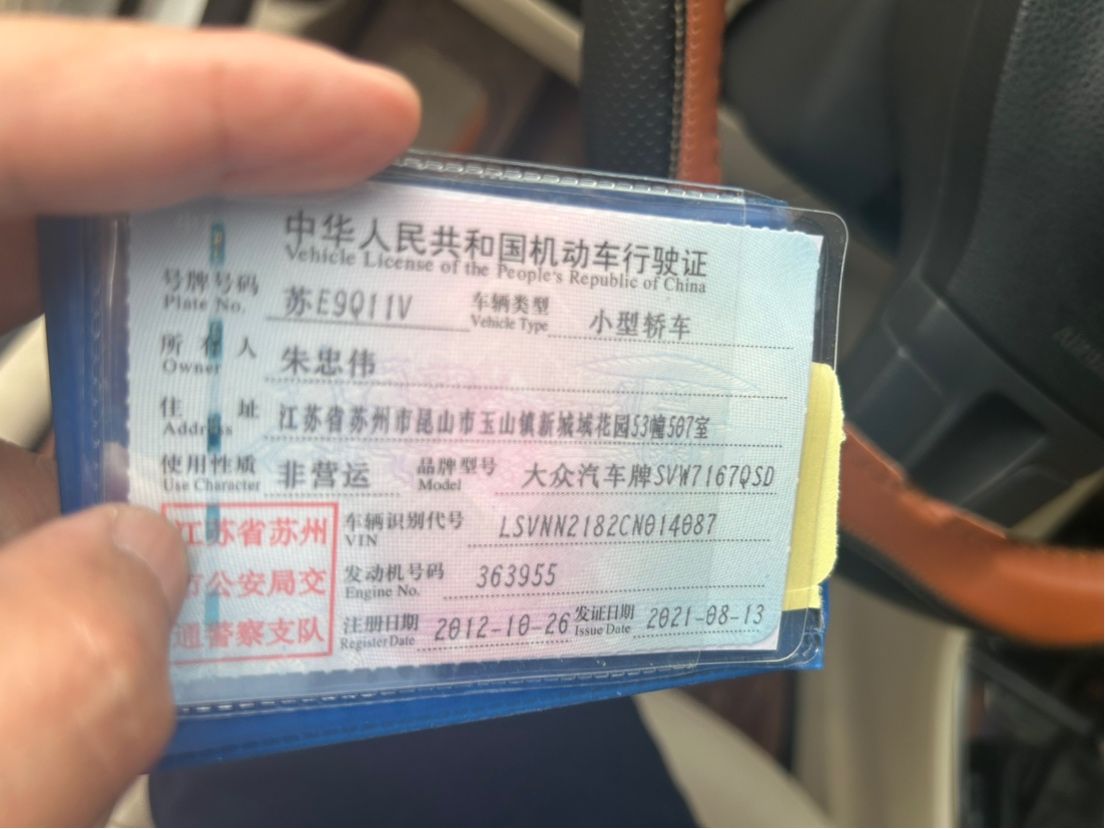 中华人民共和国机动车行驶证
Vehicle License of the People's Republic of China
号牌号码 苏E9Q11V 车辆类型 小型轿车
Plate No. Vehicle Type
所有人 朱忠伟
Owner
住址 江苏省苏州市昆山市玉山镇新城域花园53幢507室
Address
使用性质 非营运 品牌型号 大众汽车牌SVW7167QSD
Use Character Model
江苏省苏州 车辆识别代号 LSVNN2182CN014087
VIN
市公安局交 发动机号码 363955
Engine No.
通警察支队 注册日期 2012-10-26 发证日期 2021-08-13
Register Date Issue Date